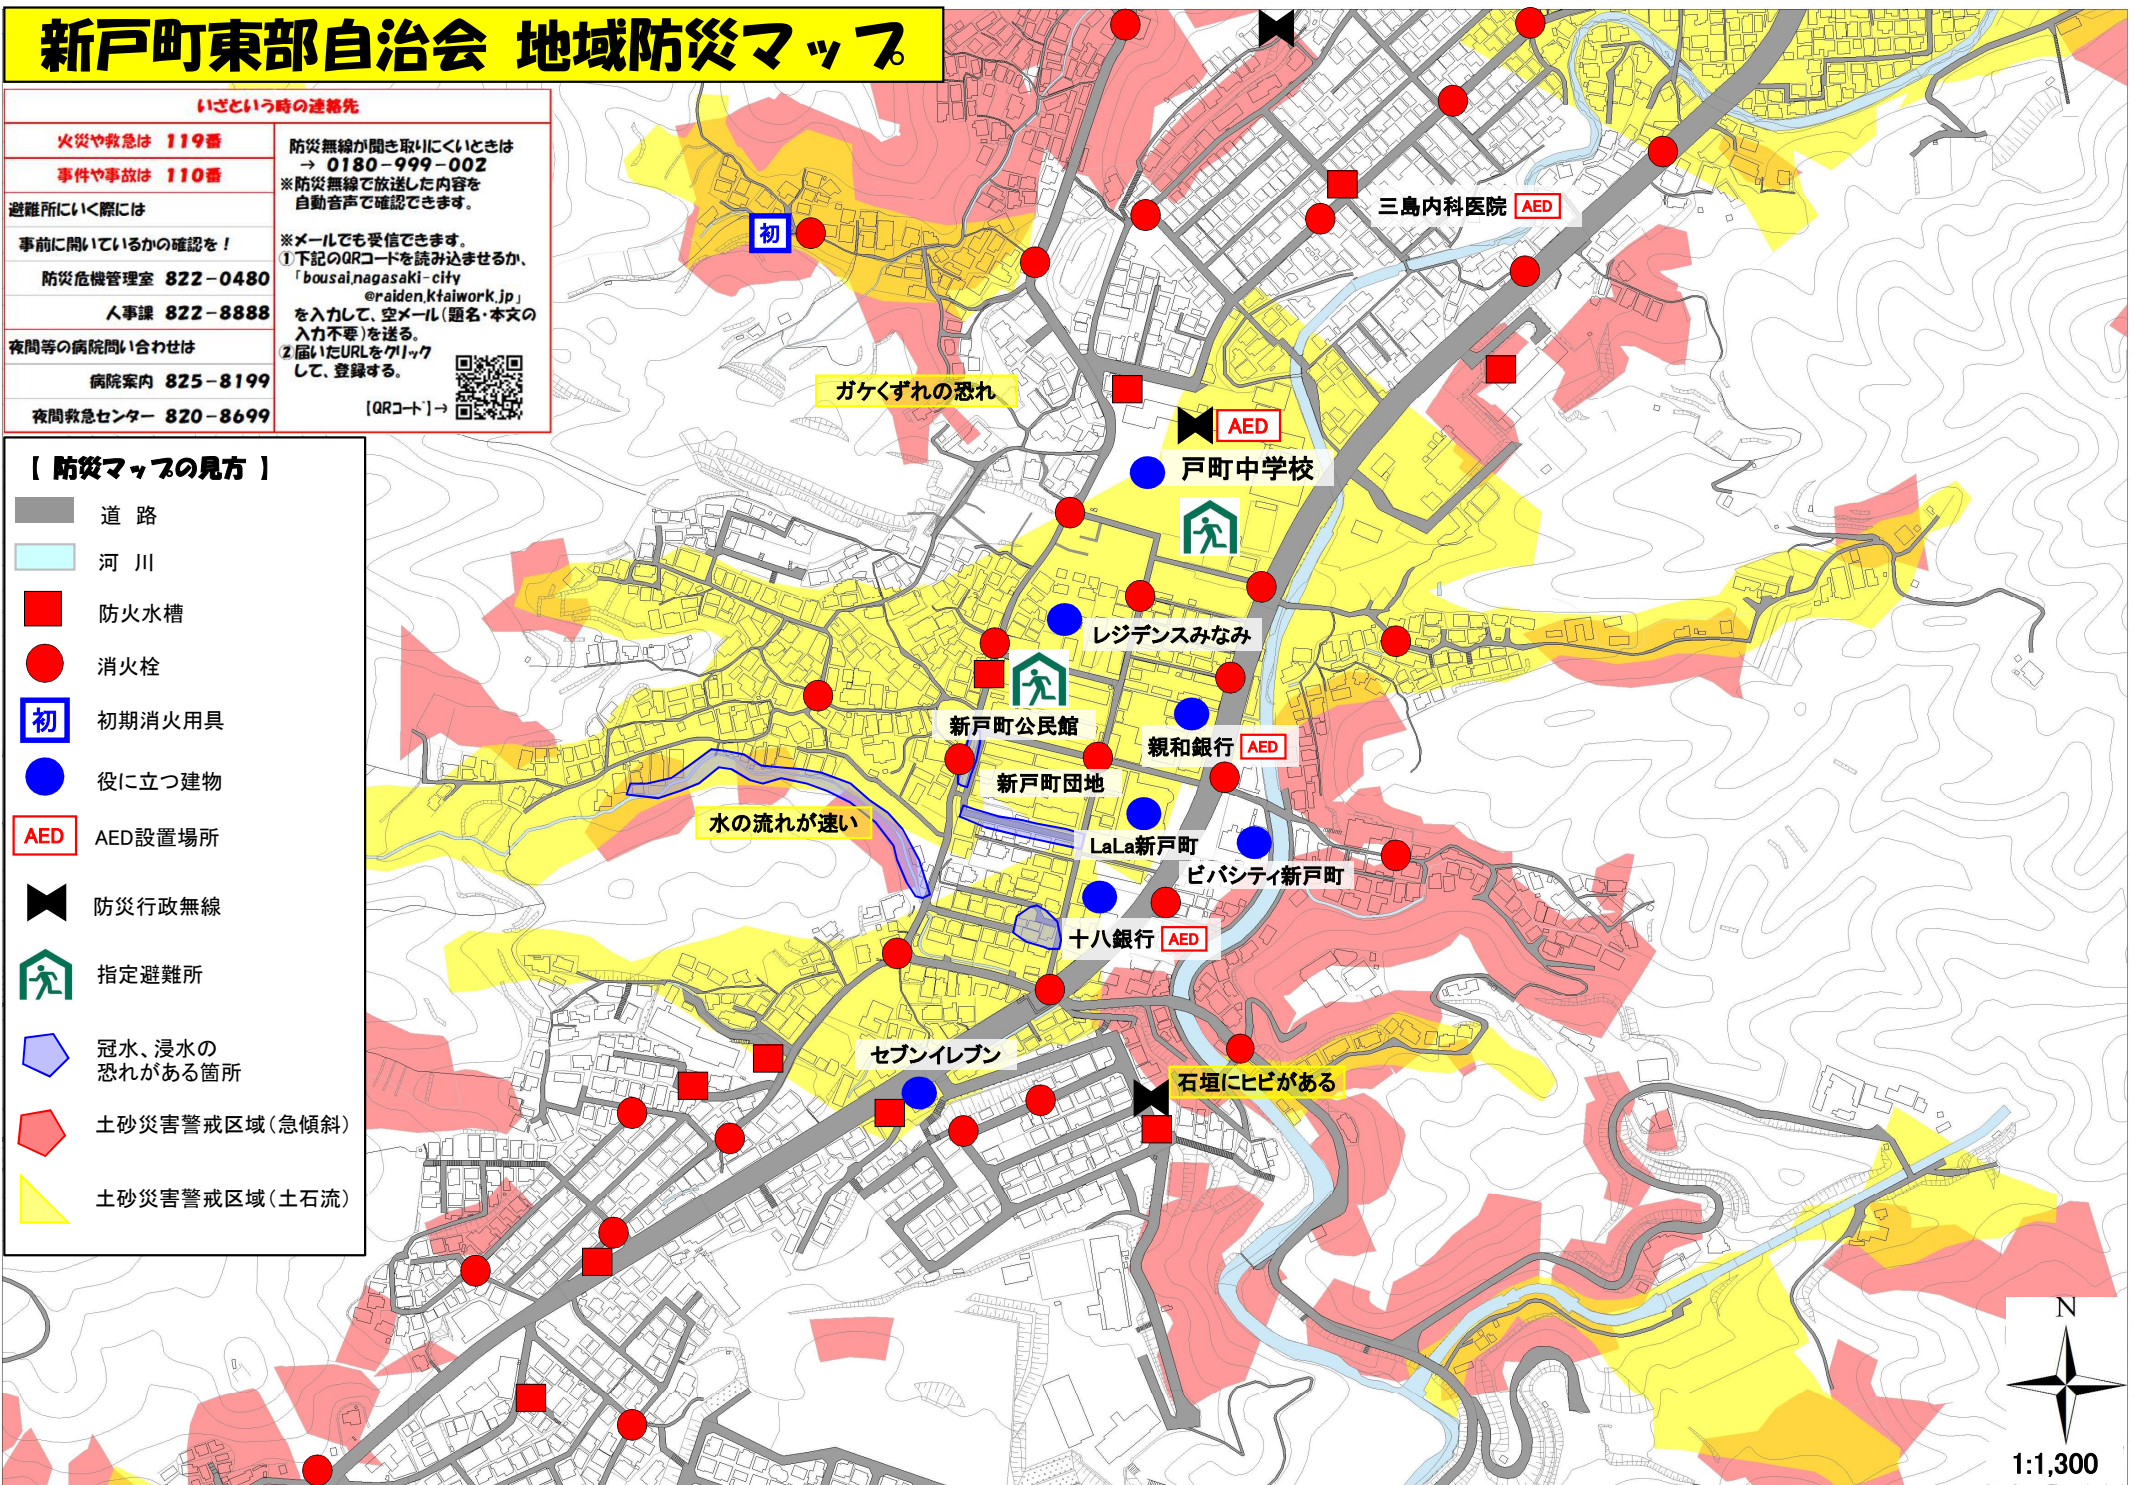 新戸町東部自治会 地域防災マップ
いざという時の連絡先
火災や救急は 119番
事件や事故は 110番
避難所にいく際には
事前に開いているかの確認を！
防災危機管理室 822-0480
人事課 822-8888
夜間等の病院問い合わせは
病院案内 825-8199
夜間救急センター 820-8699
防災無線が聞き取りにくいときは
→ 0180-999-002
※防災無線で放送した内容を
自動音声で確認できます。
※メールでも受信できます。
①下記のQRコードを読み込ませるか、
「bousai.nagasaki-city
@raiden.ktaiwork.jp」
を入力して、空メール（題名・本文の
入力不要）を送る。
②届いたURLをクリック
して、登録する。
[QRコード]→
【 防災マップの見方 】
道 路
河 川
防火水槽
消火栓
初 初期消火用具
役に立つ建物
AED AED設置場所
防災行政無線
指定避難所
冠水、浸水の
恐れがある箇所
土砂災害警戒区域（急傾斜）
土砂災害警戒区域（土石流）
初
三島内科医院 AED
ガケくずれの恐れ
AED
戸町中学校
レジデンスみなみ
新戸町公民館
親和銀行 AED
新戸町団地
水の流れが速い
LaLa新戸町
ビバシティ新戸町
十八銀行 AED
セブンイレブン
石垣にヒビがある
N
1:1,300